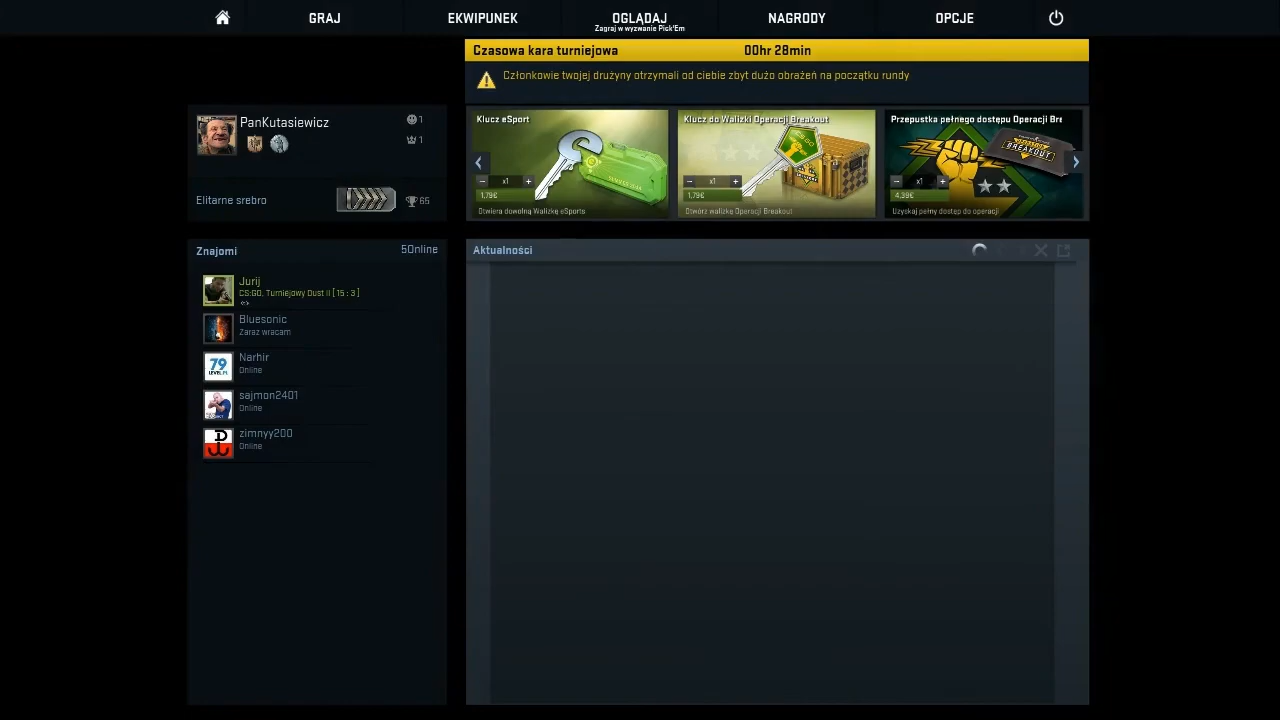 GRAJ
EKWIPUNEK
OGLĄDAJ
Zagraj w wyzwanie Pick'Em
NAGRODY
OPCJE
Czasowa kara turniejowa 00hr 28min
Członkowie twojej drużyny otrzymali od ciebie zbyt dużo obrażeń na początku rundy
PanKutasiewicz
1
1
Elitarne srebro
65
Klucz eSport
x1
1,79€
Otwiera dowolną Walizkę eSports
Klucz do Walizki Operacji Breakout
x1
1,79€
Otwórz walizkę Operacji Breakout
Przepustka pełnego dostępu Operacji Bre
BREAKOUT
x1
4,39€
Uzyskaj pełny dostęp do operacji
Znajomi 5Online
Jurij
CS:GO, Turniejowy Dust II [ 15 : 3 ]
Bluesonic
Zaraz wracam
79
Narhir
Online
sajmon2401
Online
zimnyy200
Online
Aktualności